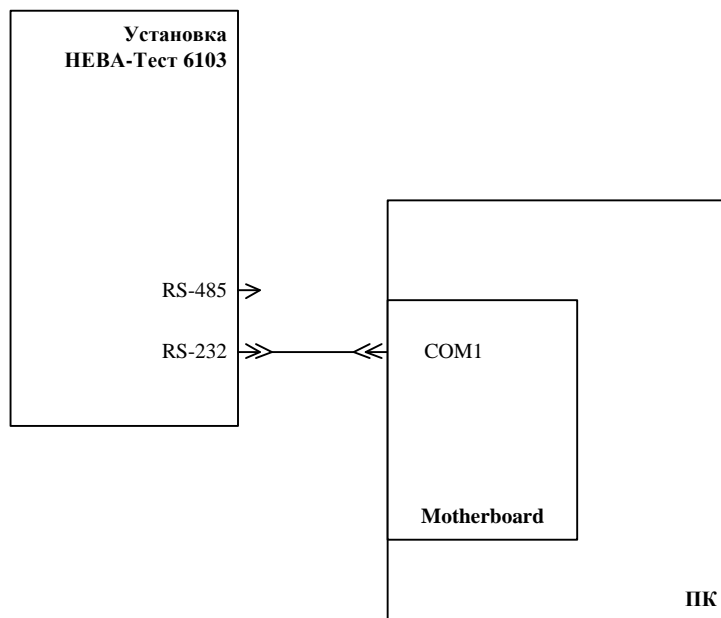 Установка
НЕВА-Тест 6103
RS-485
RS-232
COM1
Motherboard
ПК